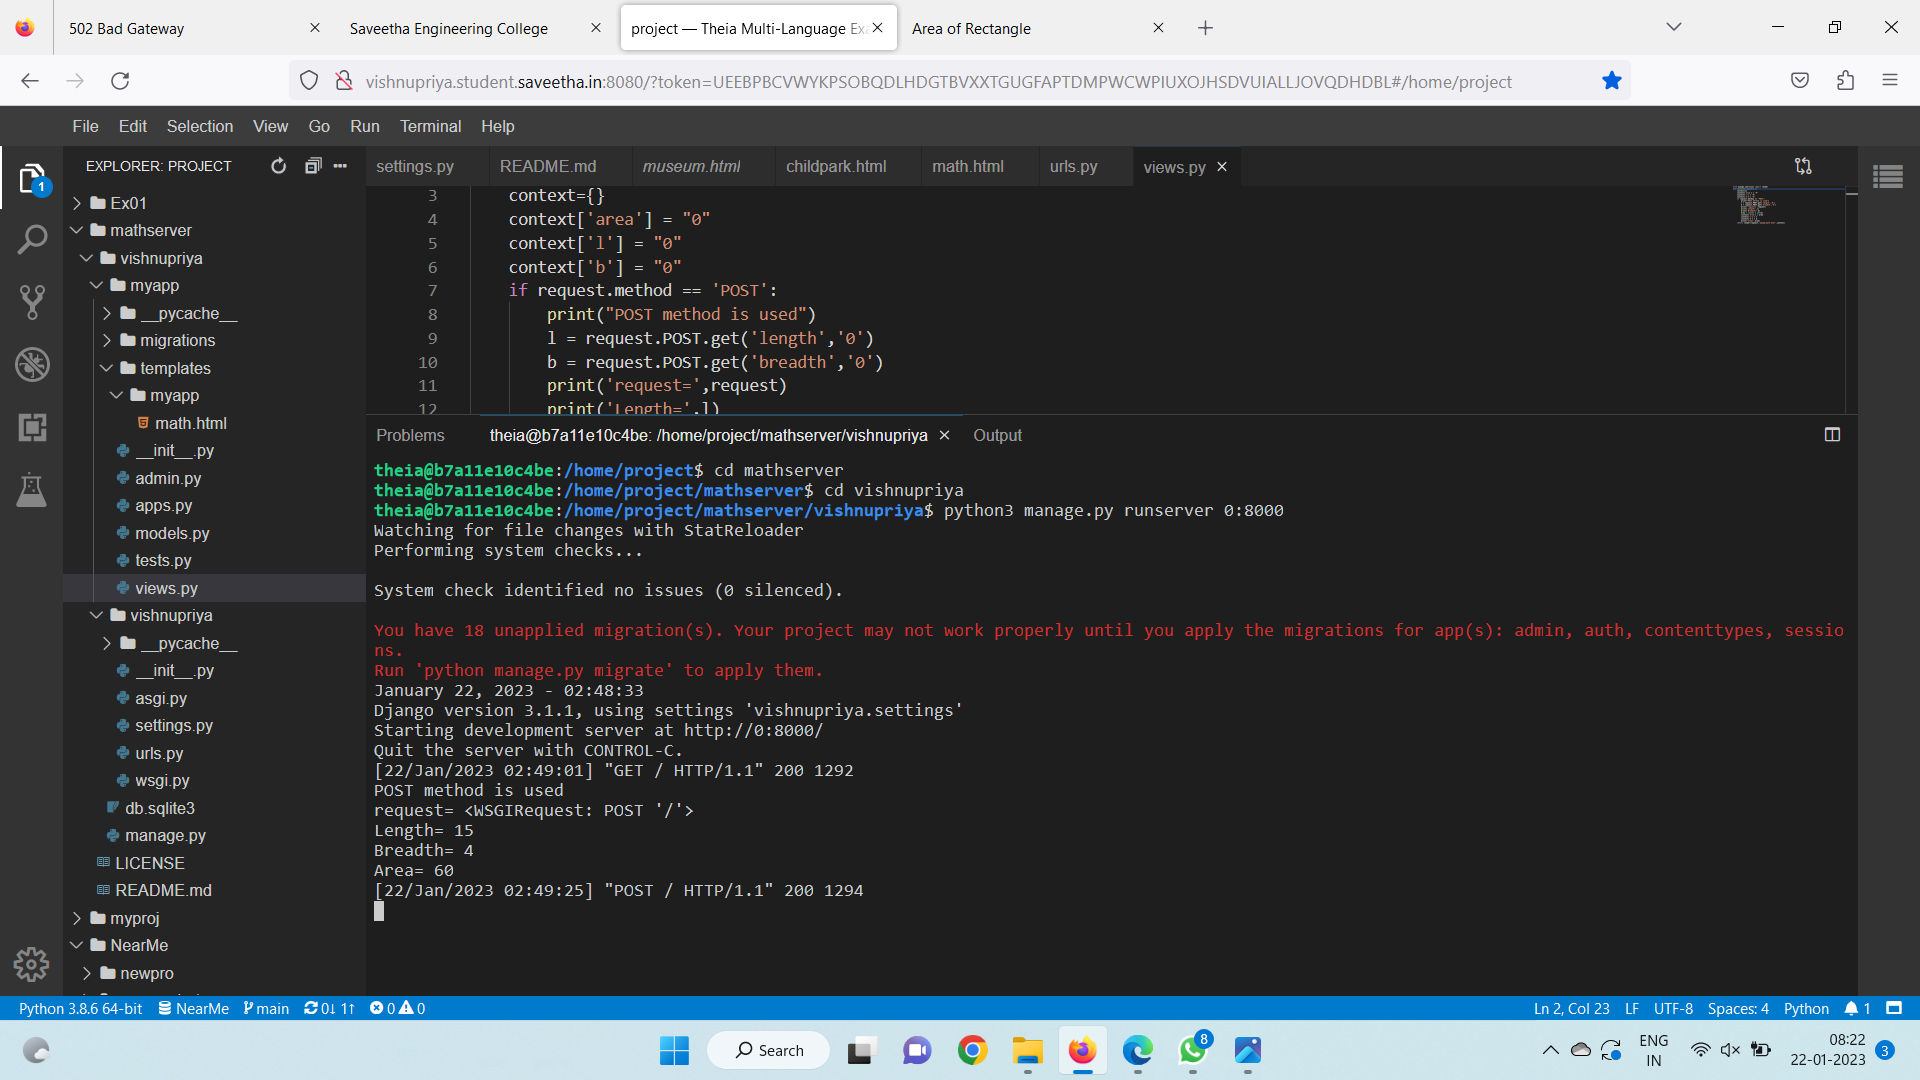 502 Bad Gateway
Saveetha Engineering College
project — Theia Multi-Language Ex
Area of Rectangle
vishnupriya.student.saveetha.in:8080/?token=UEEBPBCVWYKPSOBQDLHDGTBVXXTGUGFAPTDMPWCWPIUXOJHSDVUIALLJOVQDHDBL#/home/project
File Edit Selection View Go Run Terminal Help
1
EXPLORER: PROJECT
Ex01
mathserver
vishnupriya
myapp
__pycache__
migrations
templates
myapp
math.html
__init__.py
admin.py
apps.py
models.py
tests.py
views.py
vishnupriya
__pycache__
__init__.py
asgi.py
settings.py
urls.py
wsgi.py
db.sqlite3
manage.py
LICENSE
README.md
myproj
NearMe
newpro
settings.py README.md museum.html childpark.html math.html urls.py views.py
3 context={}
4 context['area'] = "0"
5 context['l'] = "0"
6 context['b'] = "0"
7 if request.method == 'POST':
8 print("POST method is used")
9 l = request.POST.get('length','0')
10 b = request.POST.get('breadth','0')
11 print('request=',request)
12 print('Length=',l)
Problems theia@b7a11e10c4be: /home/project/mathserver/vishnupriya Output
theia@b7a11e10c4be:/home/project$ cd mathserver
theia@b7a11e10c4be:/home/project/mathserver$ cd vishnupriya
theia@b7a11e10c4be:/home/project/mathserver/vishnupriya$ python3 manage.py runserver 0:8000
Watching for file changes with StatReloader
Performing system checks...
System check identified no issues (0 silenced).
You have 18 unapplied migration(s). Your project may not work properly until you apply the migrations for app(s): admin, auth, contenttypes, sessio
ns.
Run 'python manage.py migrate' to apply them.
January 22, 2023 - 02:48:33
Django version 3.1.1, using settings 'vishnupriya.settings'
Starting development server at http://0:8000/
Quit the server with CONTROL-C.
[22/Jan/2023 02:49:01] "GET / HTTP/1.1" 200 1292
POST method is used
request= <WSGIRequest: POST '/'>
Length= 15
Breadth= 4
Area= 60
[22/Jan/2023 02:49:25] "POST / HTTP/1.1" 200 1294
Python 3.8.6 64-bit NearMe main 0↓ 1↑ 0 0 Ln 2, Col 23 LF UTF-8 Spaces: 4 Python 1
Search
8
ENG
IN
08:22
22-01-2023
3